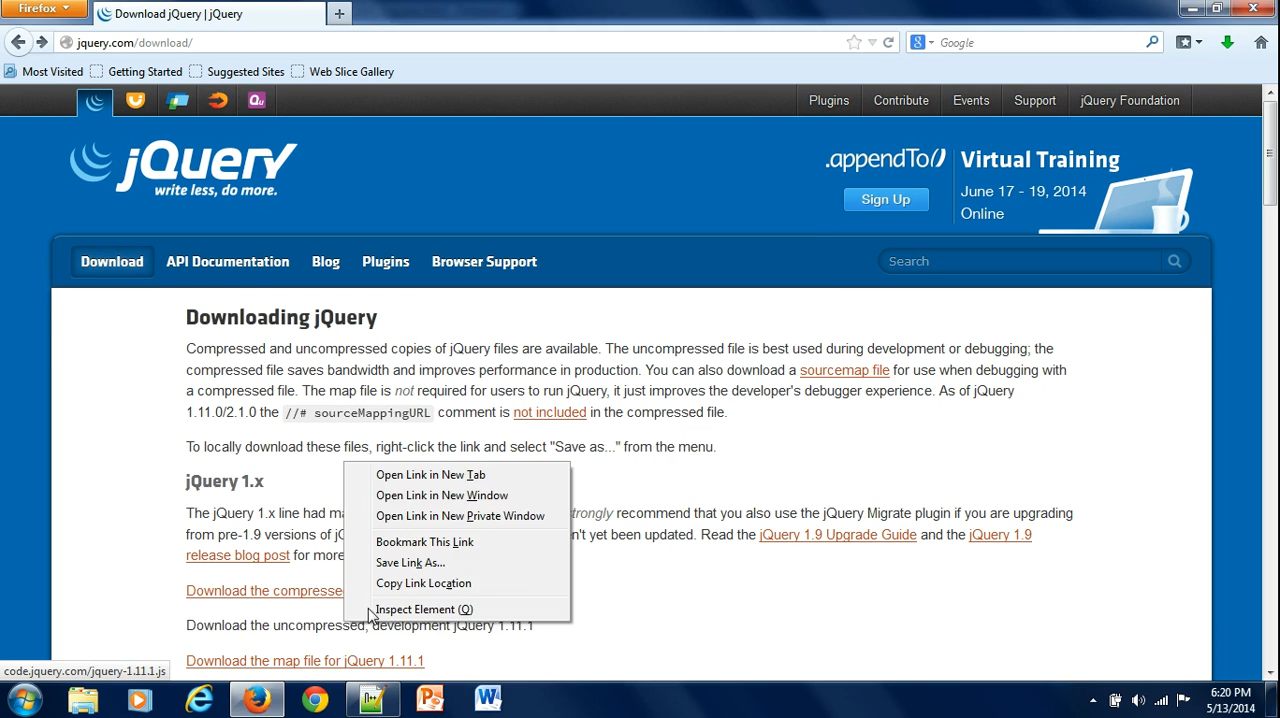 Firefox
Download jQuery | jQuery
jquery.com/download/
Google
Most Visited Getting Started Suggested Sites Web Slice Gallery
Plugins Contribute Events Support jQuery Foundation
jQuery
write less, do more.
.appendTo() Virtual Training
June 17 - 19, 2014
Sign Up
Online
Download API Documentation Blog Plugins Browser Support
Search
Downloading jQuery
Compressed and uncompressed copies of jQuery files are available. The uncompressed file is best used during development or debugging; the
compressed file saves bandwidth and improves performance in production. You can also download a sourcemap file for use when debugging with
a compressed file. The map file is not required for users to run jQuery, it just improves the developer's debugger experience. As of jQuery
1.11.0/2.1.0 the //# sourceMappingURL comment is not included in the compressed file.
To locally download these files, right-click the link and select "Save as..." from the menu.
jQuery 1.x
The jQuery 1.x line had ma
strongly recommend that you also use the jQuery Migrate plugin if you are upgrading
from pre-1.9 versions of
n't yet been updated. Read the jQuery 1.9 Upgrade Guide and the jQuery 1.9
release blog post for more
Download the compresse
Download the uncompressed, development jQuery 1.11.1
Download the map file for jQuery 1.11.1
Open Link in New Tab
Open Link in New Window
Open Link in New Private Window
Bookmark This Link
Save Link As...
Copy Link Location
Inspect Element (Q)
code.jquery.com/jquery-1.11.1.js
6:20 PM
5/13/2014